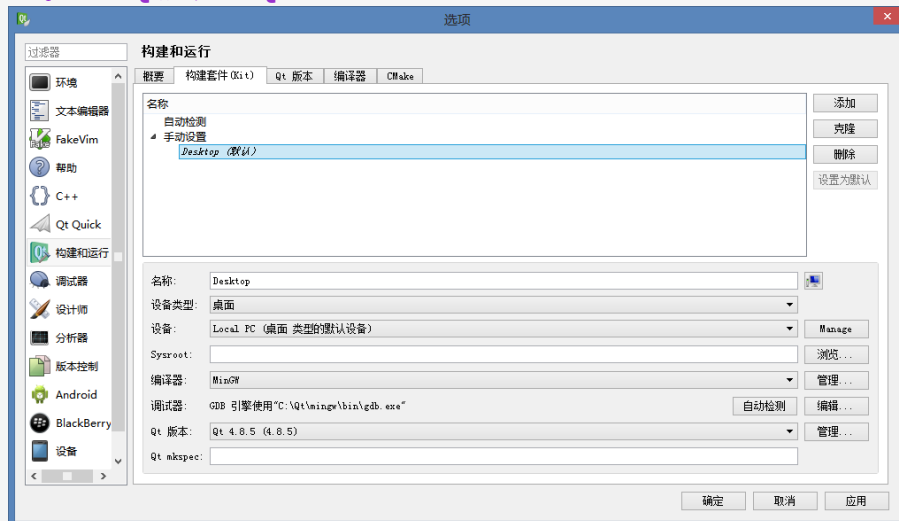 选项
过滤器
环境
文本编辑器
FakeVim
帮助
C++
Qt Quick
构建和运行
调试器
设计师
分析器
版本控制
Android
BlackBerry
设备
构建和运行
概要 构建套件(Kit) Qt 版本 编译器 CMake
名称
自动检测
手动设置
Desktop (默认)
添加
克隆
删除
设置为默认
名称: Desktop
设备类型: 桌面
设备: Local PC (桌面 类型的默认设备) Manage
Sysroot: 浏览...
编译器: MinGW 管理...
调试器: GDB 引擎使用"C:\Qt\mingw\bin\gdb.exe" 自动检测 编辑...
Qt 版本: Qt 4.8.5 (4.8.5) 管理...
Qt mkspec:
确定 取消 应用